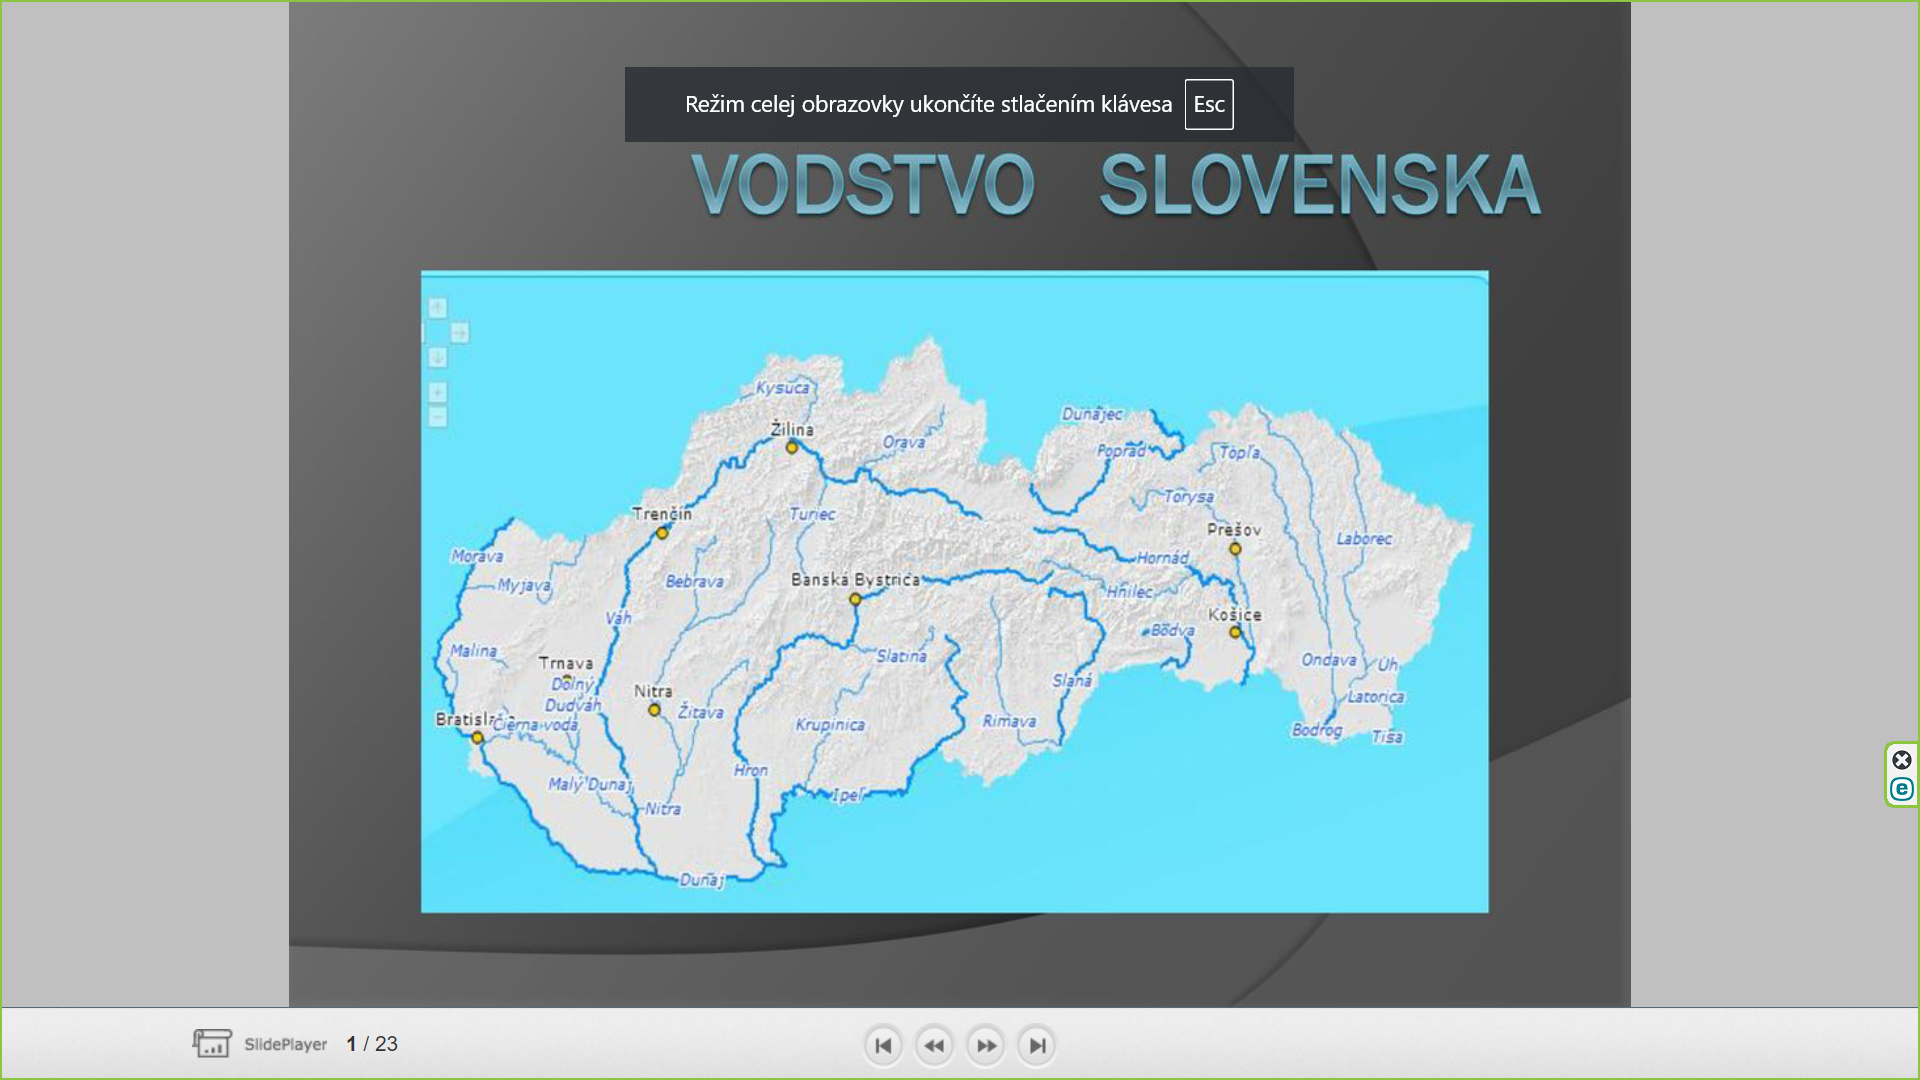 Režim celej obrazovky ukončíte stlačením klávesa Esc
VODSTVO SLOVENSKA
Kysuca
Žilina
Orava
Dunajec
Poprad
Topľa
Torysa
Trenčín
Turiec
Prešov
Laborec
Morava
Myjava
Bebrava
Banská Bystrica
Hornád
Hnilec
Váh
Košice
Bodva
Malina
Trnava
Slatina
Ondava
Uh
Dolný
Dudváh
Nitra
Žitava
Slaná
Latorica
Bratislava
Čierna voda
Krupinica
Rimava
Bodrog
Tisa
Hron
Malý Dunaj
Ipeľ
Nitra
Dunaj
SlidePlayer 1 / 23